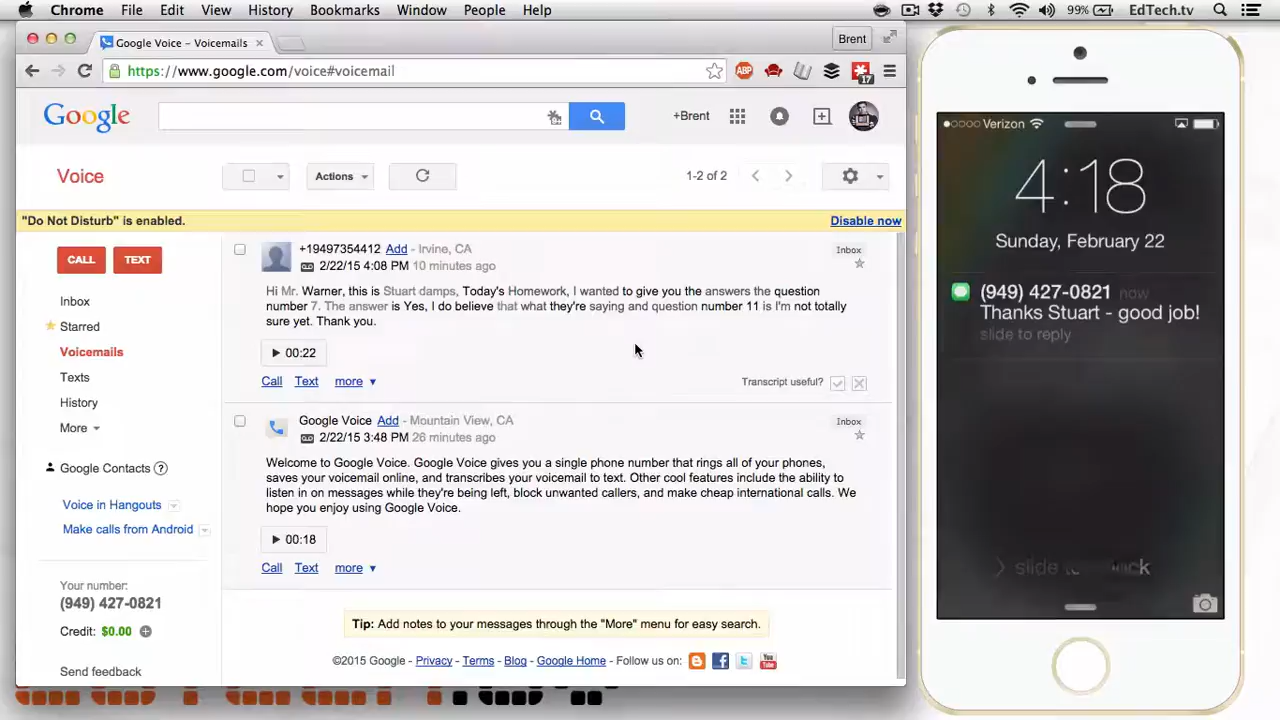 Chrome File Edit View History Bookmarks Window People Help 99% EdTech.tv
Google Voice - Voicemails × Brent
https://www.google.com/voice#voicemail ABP 17
Google +Brent
Voice Actions 1-2 of 2
"Do Not Disturb" is enabled. Disable now
CALL TEXT
Inbox
Starred
Voicemails
Texts
History
More
Google Contacts ?
Voice in Hangouts
Make calls from Android
Your number:
(949) 427-0821
Credit: $0.00
Send feedback
+19497354412 Add - Irvine, CA Inbox
2/22/15 4:08 PM 10 minutes ago
Hi Mr. Warner, this is Stuart damps, Today's Homework, I wanted to give you the answers the question
number 7. The answer is Yes, I do believe that what they're saying and question number 11 is I'm not totally
sure yet. Thank you.
00:22
Call Text more Transcript useful?
Google Voice Add - Mountain View, CA Inbox
2/22/15 3:48 PM 26 minutes ago
Welcome to Google Voice. Google Voice gives you a single phone number that rings all of your phones,
saves your voicemail online, and transcribes your voicemail to text. Other cool features include the ability to
listen in on messages while they're being left, block unwanted callers, and make cheap international calls. We
hope you enjoy using Google Voice.
00:18
Call Text more
Tip: Add notes to your messages through the "More" menu for easy search.
©2015 Google - Privacy - Terms - Blog - Google Home - Follow us on: You Tube
Verizon
4:18
Sunday, February 22
(949) 427-0821 now
Thanks Stuart - good job!
slide to reply